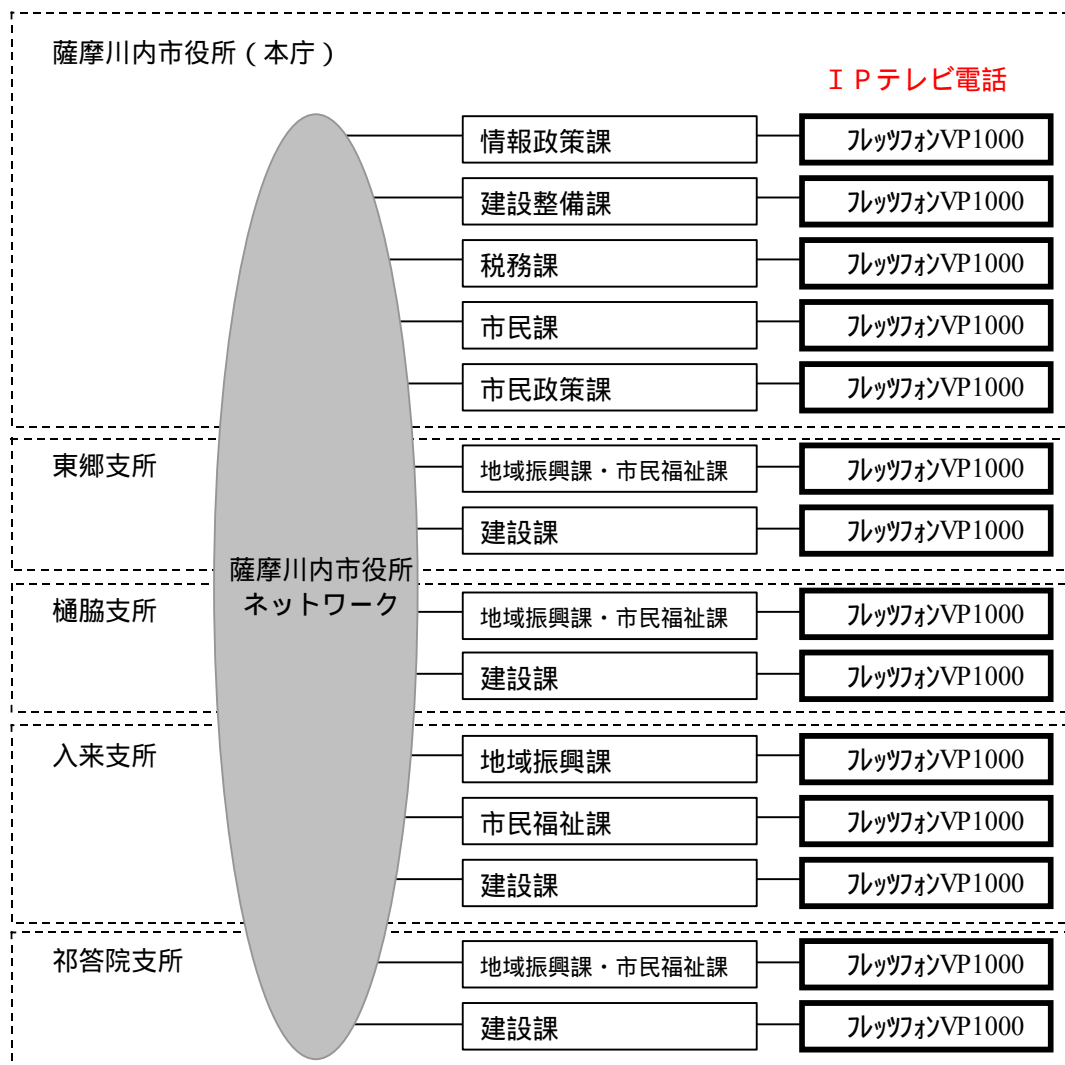 薩摩川内市役所(本庁)
IPテレビ電話
情報政策課
フレッツフォンVP1000
建設整備課
フレッツフォンVP1000
税務課
フレッツフォンVP1000
市民課
フレッツフォンVP1000
市民政策課
フレッツフォンVP1000
東郷支所
地域振興課・市民福祉課
フレッツフォンVP1000
建設課
フレッツフォンVP1000
薩摩川内市役所
ネットワーク
樋脇支所
地域振興課・市民福祉課
フレッツフォンVP1000
建設課
フレッツフォンVP1000
入来支所
地域振興課
フレッツフォンVP1000
市民福祉課
フレッツフォンVP1000
建設課
フレッツフォンVP1000
祁答院支所
地域振興課・市民福祉課
フレッツフォンVP1000
建設課
フレッツフォンVP1000